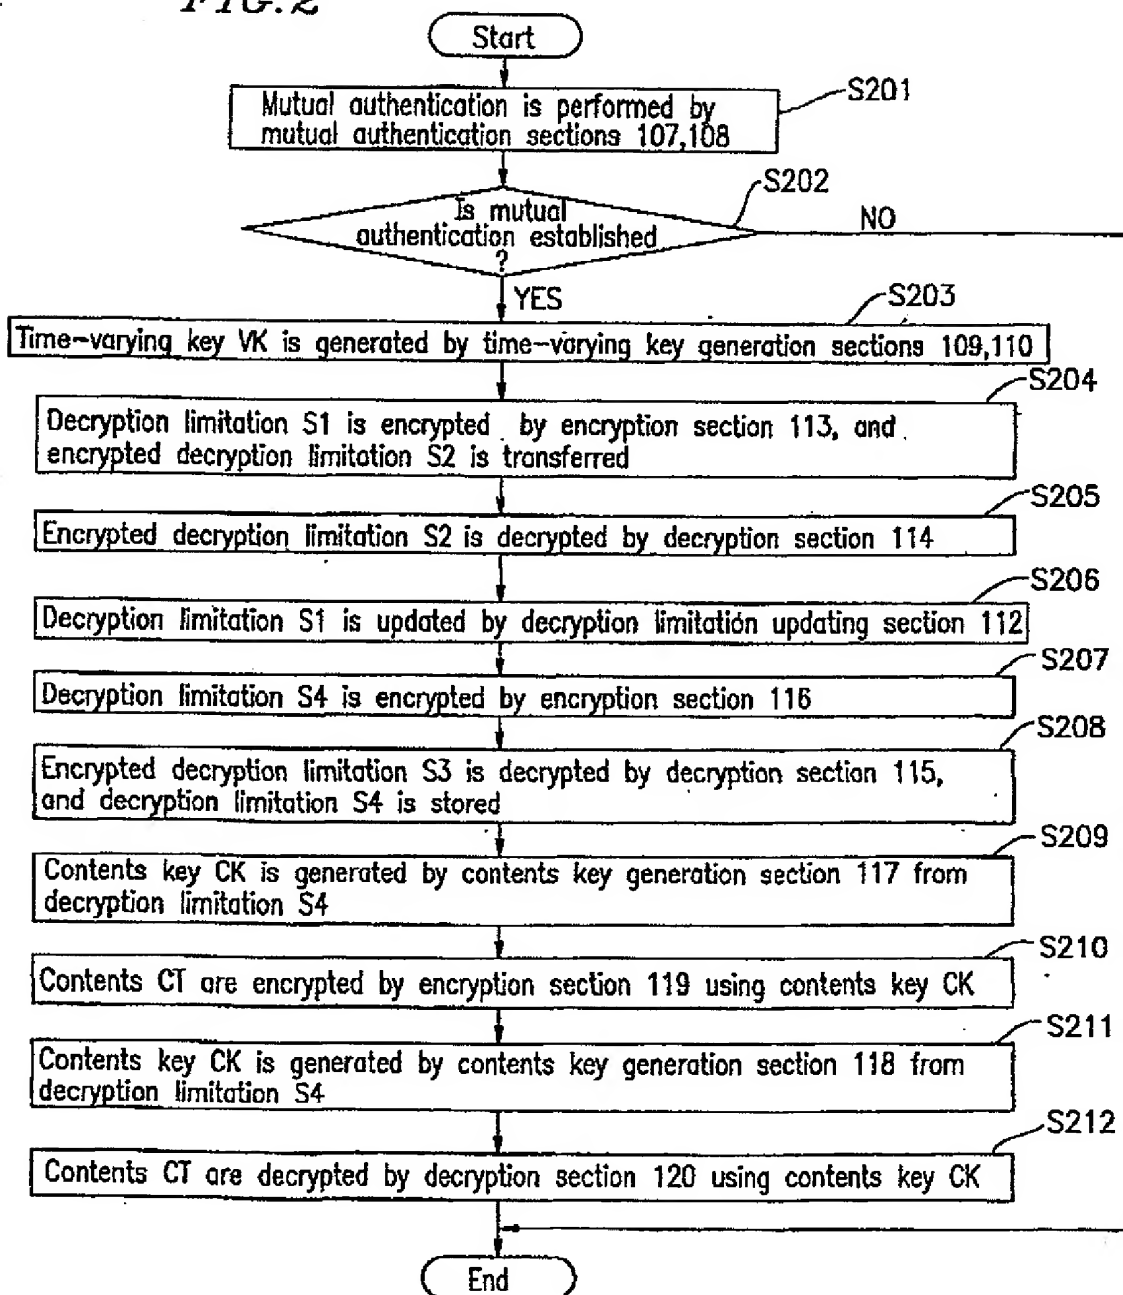 FIG.2
Start
S201
Mutual authentication is performed by
mutual authentication sections 107,108
S202
Is mutual
authentication established
?
NO
YES
S203
Time-varying key VK is generated by time-varying key generation sections 109,110
S204
Decryption limitation S1 is encrypted by encryption section 113, and
encrypted decryption limitation S2 is transferred
S205
Encrypted decryption limitation S2 is decrypted by decryption section 114
S206
Decryption limitation S1 is updated by decryption limitation updating section 112
S207
Decryption limitation S4 is encrypted by encryption section 116
S208
Encrypted decryption limitation S3 is decrypted by decryption section 115,
and decryption limitation S4 is stored
S209
Contents key CK is generated by contents key generation section 117 from
decryption limitation S4
S210
Contents CT are encrypted by encryption section 119 using contents key CK
S211
Contents key CK is generated by contents key generation section 118 from
decryption limitation S4
S212
Contents CT are decrypted by decryption section 120 using contents key CK
End